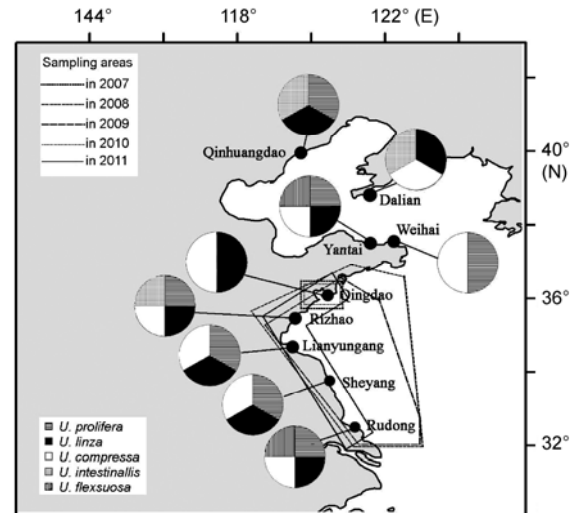 144° 118° 122° (E)
Sampling areas
in 2007
in 2008
in 2009
in 2010
in 2011
Qinhuangdao
40°
(N)
Dalian
Weihai
Yantai
Qingdao
36°
Rizhao
Lianyungang
Sheyang
Rudong
32°
U. prolifera
U. linza
U. compressa
U. intestinallis
U. flexsuosa